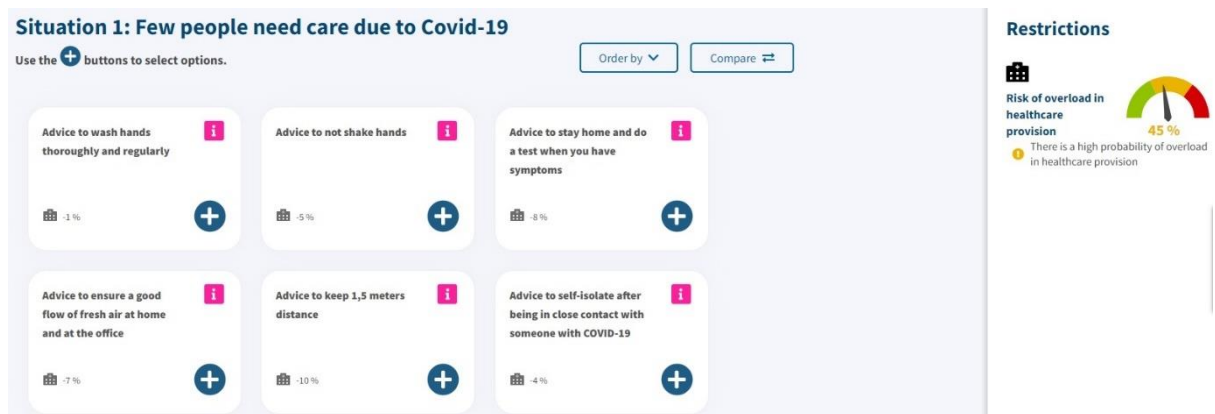 Situation 1: Few people need care due to Covid-19
Use the + buttons to select options.
Order by
Compare
Advice to wash hands
thoroughly and regularly
i
-1 %
Advice to not shake hands
i
-5 %
Advice to stay home and do
a test when you have
symptoms
i
-8 %
Advice to ensure a good
flow of fresh air at home
and at the office
i
-7 %
Advice to keep 1,5 meters
distance
i
-10 %
Advice to self-isolate after
being in close contact with
someone with COVID-19
i
-4 %
Restrictions
Risk of overload in
healthcare
provision
45 %
There is a high probability of overload
in healthcare provision